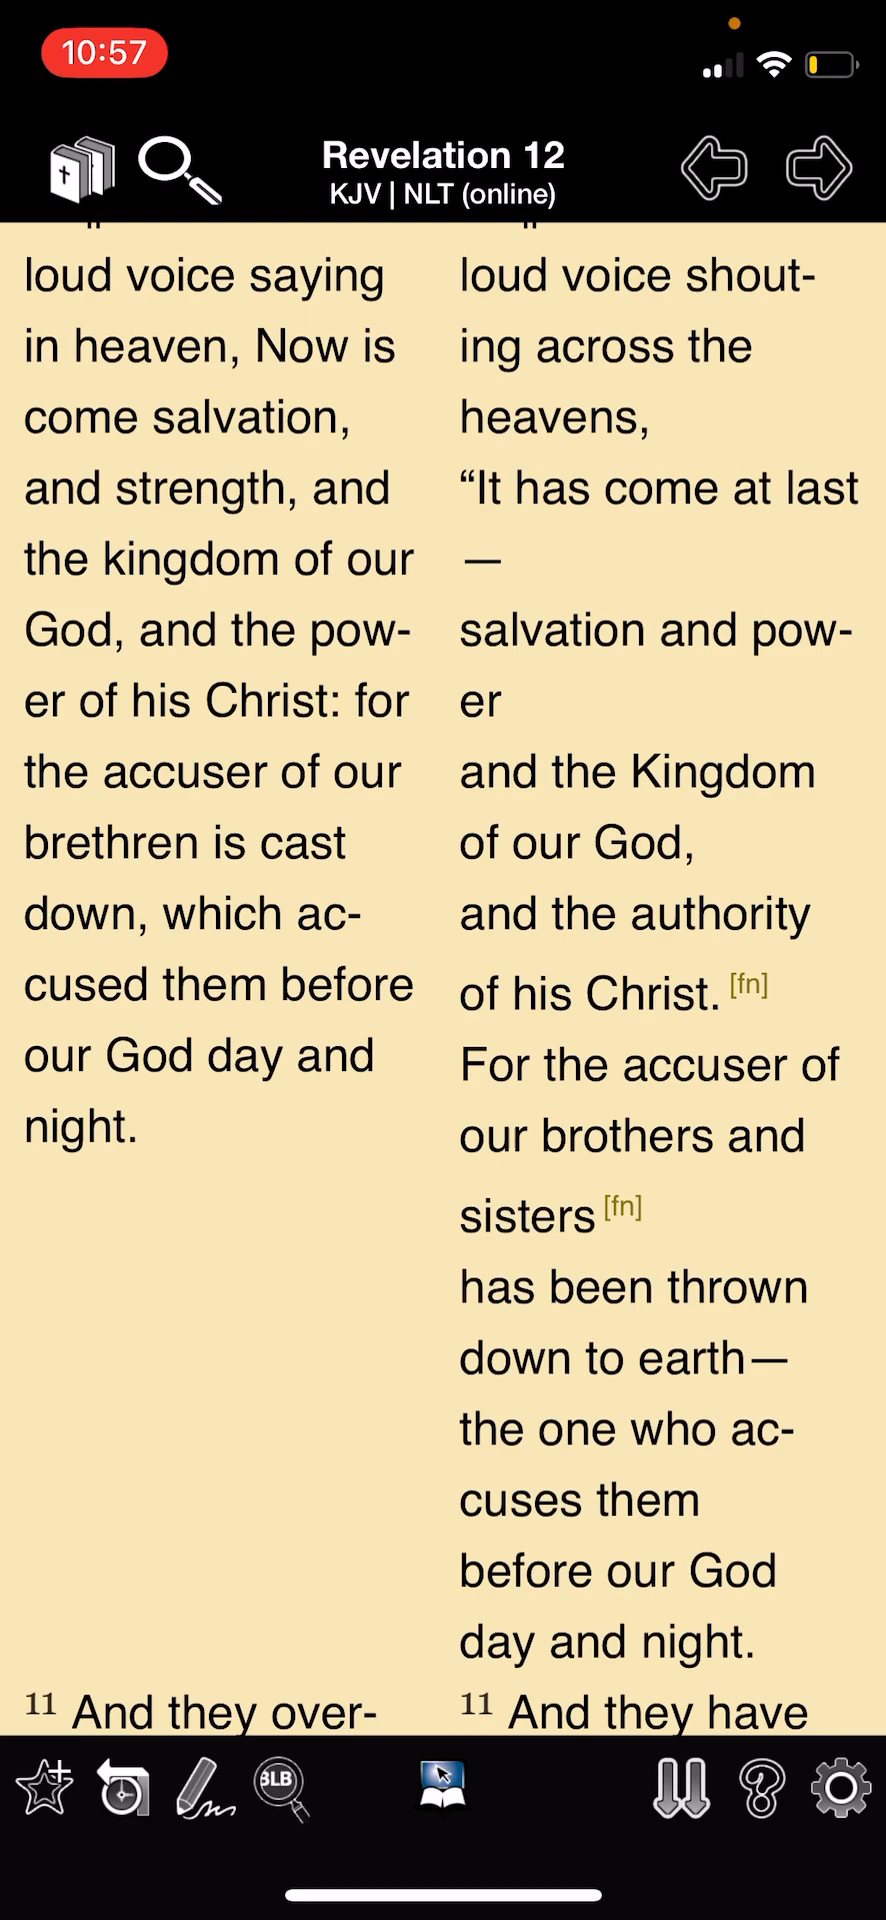 10:57
Revelation 12
KJV | NLT (online)
loud voice saying
in heaven, Now is
come salvation,
and strength, and
the kingdom of our
God, and the pow-
er of his Christ: for
the accuser of our
brethren is cast
down, which ac-
cused them before
our God day and
night.
11 And they over-
loud voice shout-
ing across the
heavens,
“It has come at last
—
salvation and pow-
er
and the Kingdom
of our God,
and the authority
of his Christ. [fn]
For the accuser of
our brothers and
sisters [fn]
has been thrown
down to earth—
the one who ac-
cuses them
before our God
day and night.
11 And they have
BLB